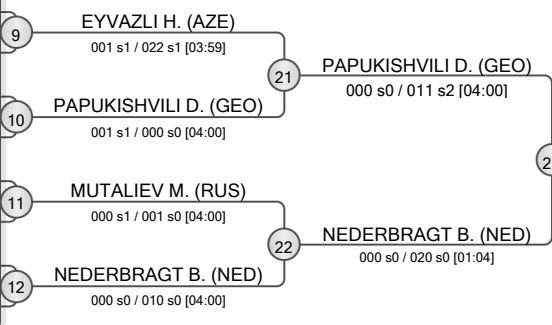 9
EYVAZLI H. (AZE)
001 s1 / 022 s1 [03:59]
21
PAPUKISHVILI D. (GEO)
000 s0 / 011 s2 [04:00]
10
PAPUKISHVILI D. (GEO)
001 s1 / 000 s0 [04:00]
11
MUTALIEV M. (RUS)
000 s1 / 001 s0 [04:00]
22
NEDERBRAGT B. (NED)
000 s0 / 020 s0 [01:04]
12
NEDERBRAGT B. (NED)
000 s0 / 010 s0 [04:00]